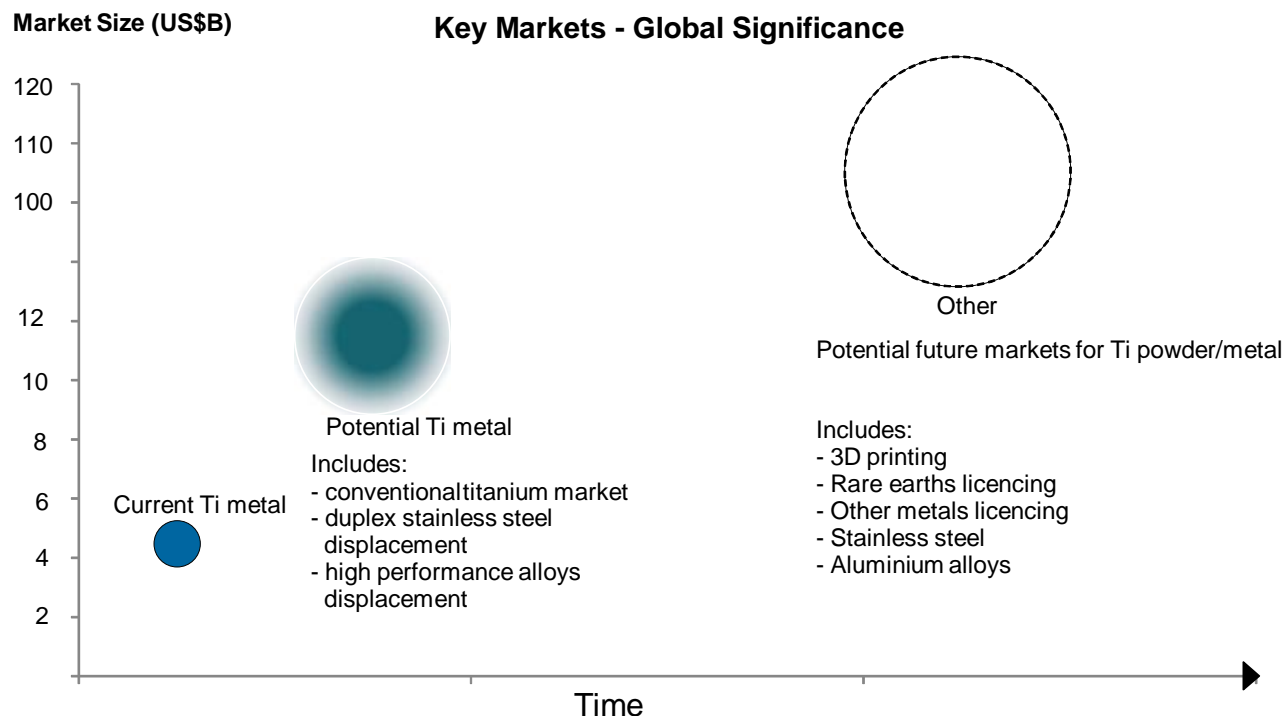 Market Size (US$B)
Key Markets - Global Significance
120
110
100
12
10
8
6
4
2
Current Ti metal
Potential Ti metal
Includes:
- conventional titanium market
- duplex stainless steel
displacement
- high performance alloys
displacement
Other
Potential future markets for Ti powder/metal
Includes:
- 3D printing
- Rare earths licencing
- Other metals licencing
- Stainless steel
- Aluminium alloys
Time